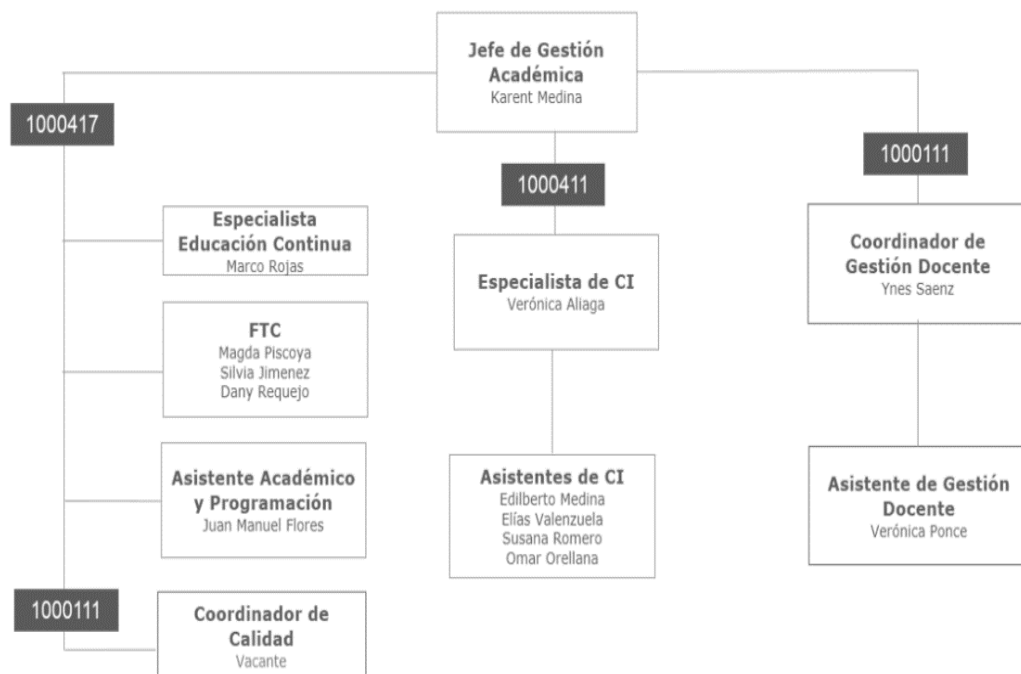 Jefe de Gestión
Académica
Karent Medina
1000417
Especialista
Educación Continua
Marco Rojas
FTC
Magda Piscoya
Silvia Jimenez
Dany Requejo
Asistente Académico
y Programación
Juan Manuel Flores
1000111
Coordinador de
Calidad
Vacante
1000411
Especialista de CI
Verónica Aliaga
Asistentes de CI
Edilberto Medina
Elías Valenzuela
Susana Romero
Omar Orellana
1000111
Coordinador de
Gestión Docente
Ynes Saenz
Asistente de Gestión
Docente
Verónica Ponce